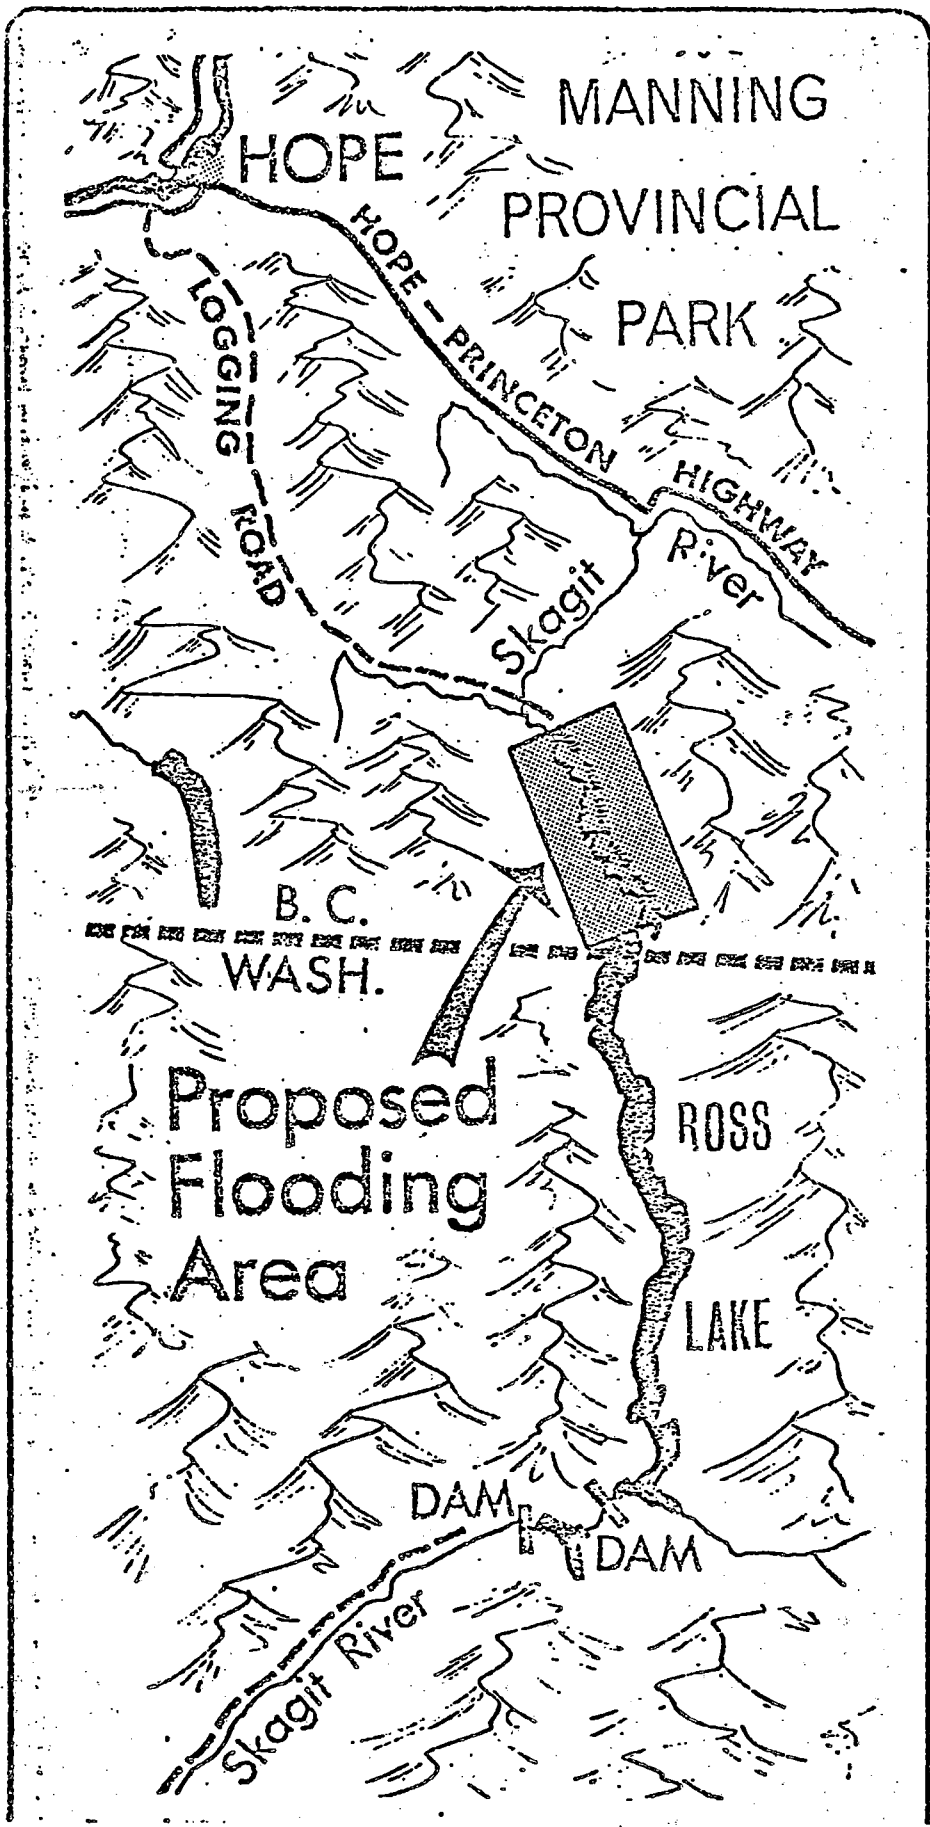 MANNING
PROVINCIAL
PARK
HOPE
HOPE – PRINCETON HIGHWAY
LOGGING ROAD
Skagit River
B. C.
WASH.
Proposed
Flooding
Area
ROSS
LAKE
DAM
DAM
Skagit River